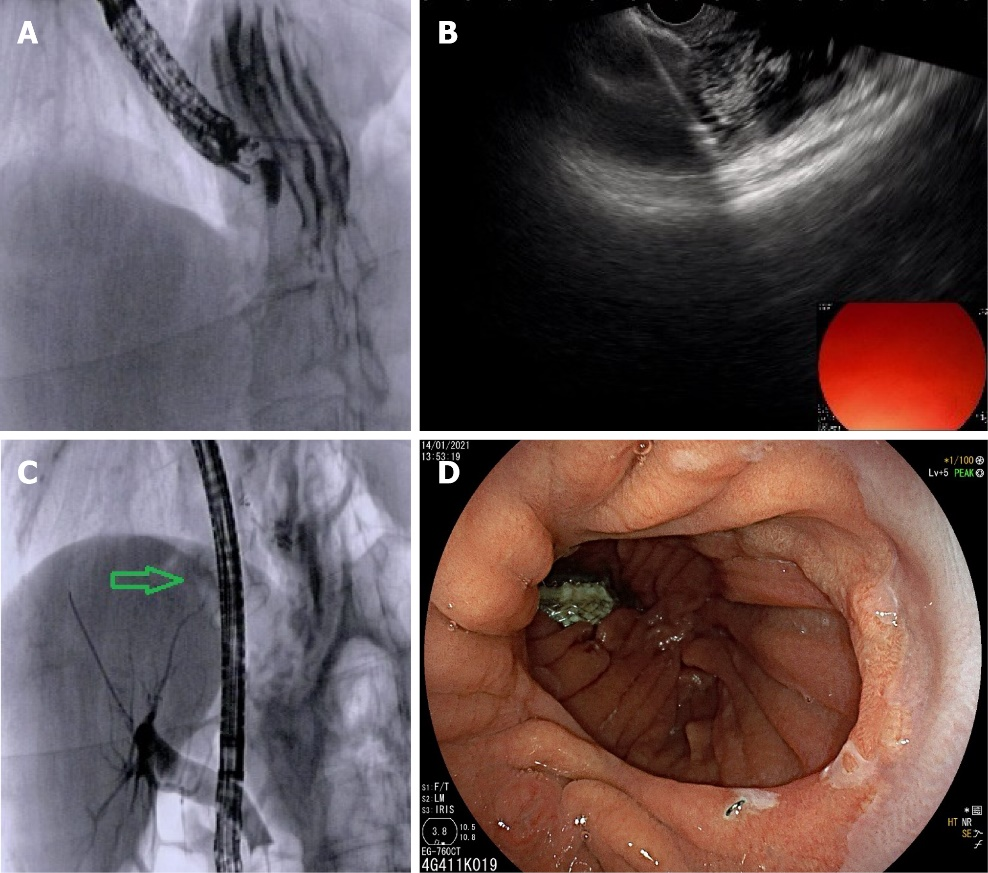 A
B
C
D
14/01/2021
13:53:19
*1/100
Lv+5 PEAK
S1: F/T
S2: LM
S3: IRIS
3.8
10.5
10.8
EG-760CT
4G411K019
HT NR
SE